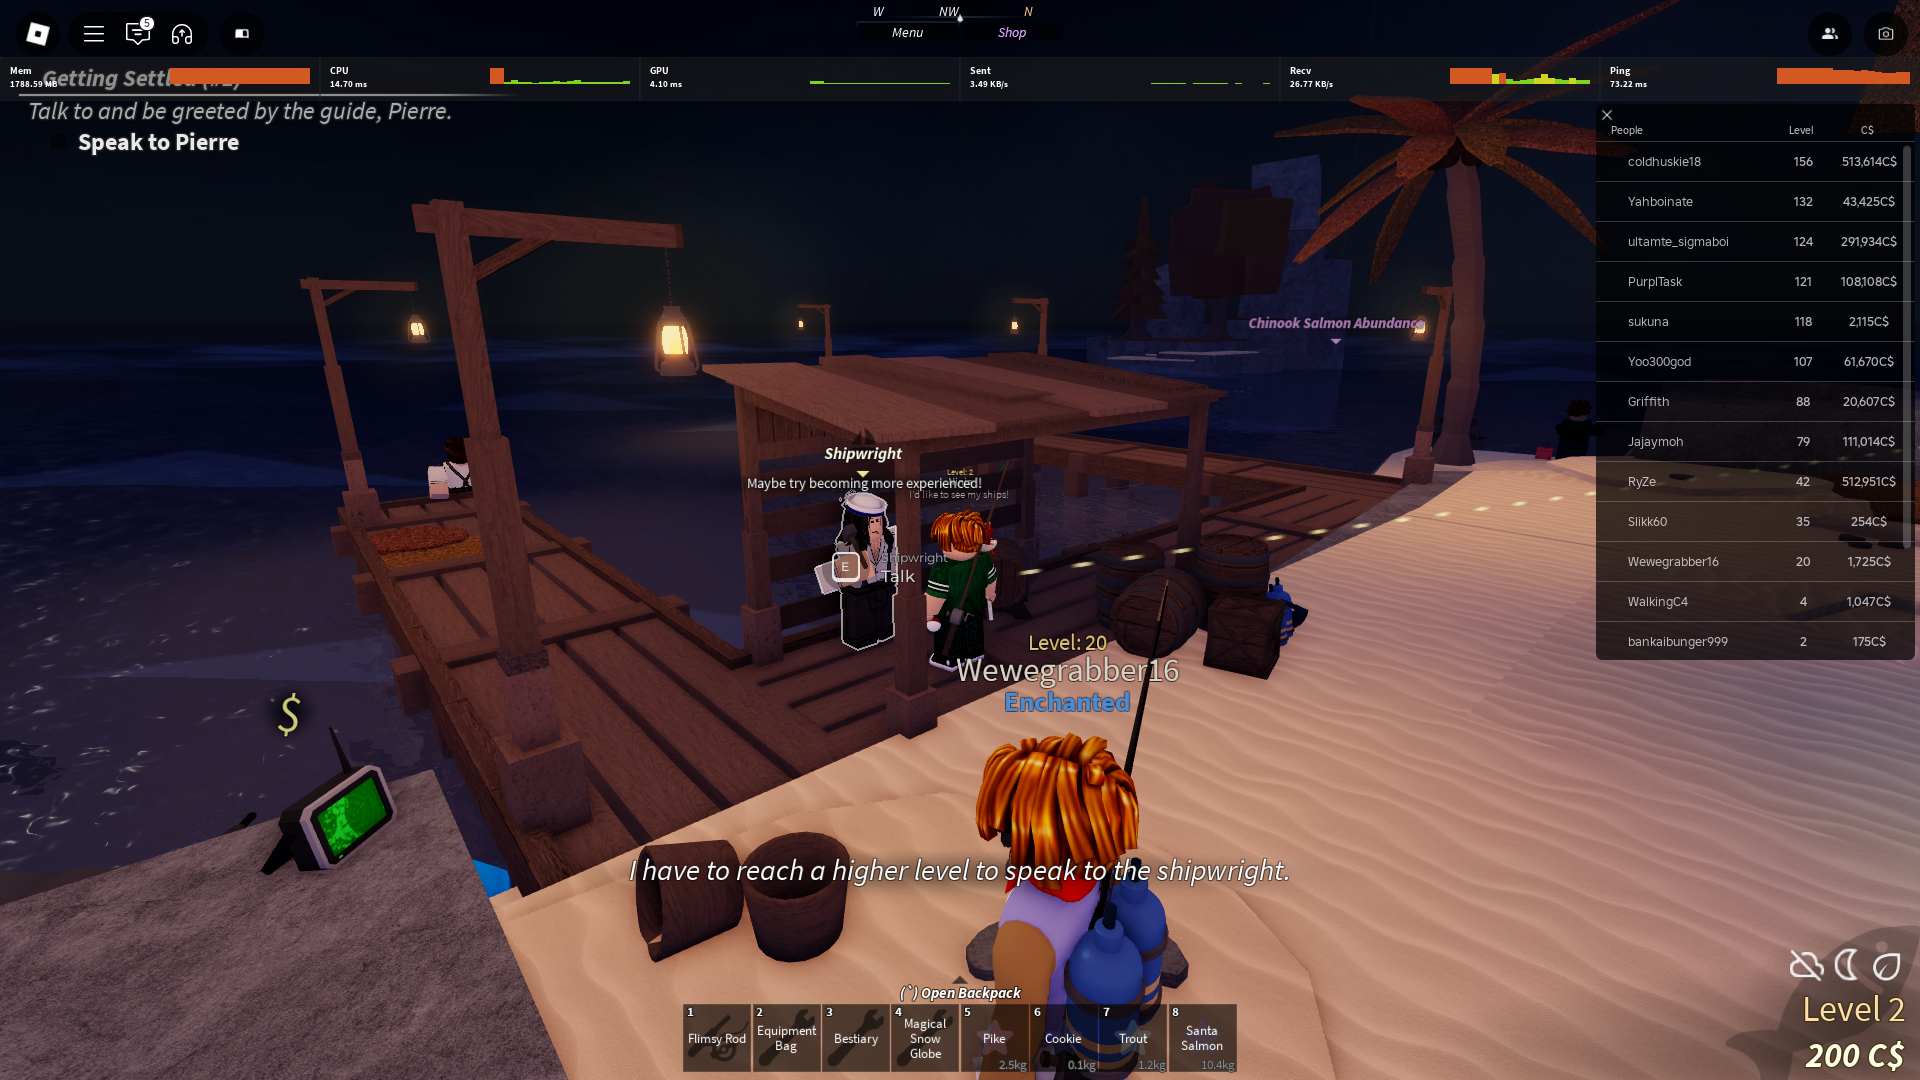 5
W NW N
Menu Shop
Mem
1788.59 MB
CPU
14.70 ms
GPU
4.10 ms
Sent
3.49 KB/s
Recv
26.77 KB/s
Ping
73.22 ms
Getting Settled
Talk to and be greeted by the guide, Pierre.
Speak to Pierre
People Level C$
coldhuskie18 156 513,614C$
Yahboinate 132 43,425C$
ultamte_sigmaboi 124 291,934C$
PurplTask 121 108,108C$
sukuna 118 2,115C$
Yoo300god 107 61,670C$
Griffith 88 20,607C$
Jajaymoh 79 111,014C$
RyZe 42 512,951C$
Slikk60 35 254C$
Wewegrabber16 20 1,725C$
WalkingC4 4 1,047C$
bankaibunger999 2 175C$
Chinook Salmon Abundance
Shipwright
Maybe try becoming more experienced!
Level: 2
I'd like to see my ships!
E
Shipwright
Talk
Level: 20
Wewegrabber16
Enchanted
$
I have to reach a higher level to speak to the shipwright.
(`) Open Backpack
1 Flimsy Rod
2 Equipment Bag
3 Bestiary
4 Magical Snow Globe
5 Pike 2.5kg
6 Cookie 0.1kg
7 Trout 1.2kg
8 Santa Salmon 10.4kg
Level 2
200 C$